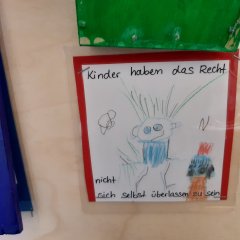 Kinder haben das Recht
nicht
sich selbst überlassen zu sein